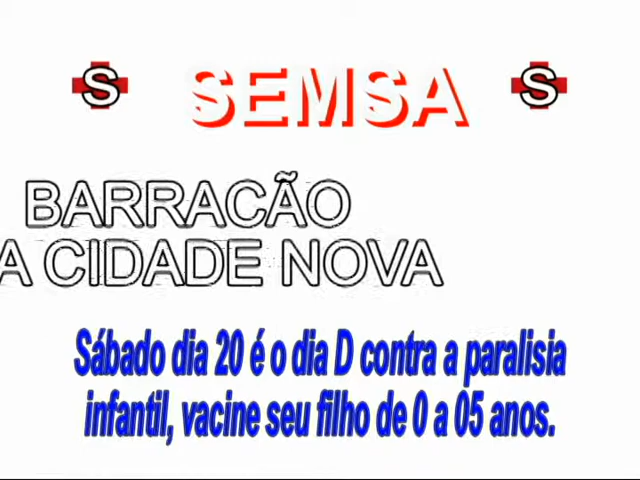 S SEMSA S
BARRACÃO
A CIDADE NOVA
Sábado dia 20 é o dia D contra a paralisia
infantil, vacine seu filho de 0 a 05 anos.